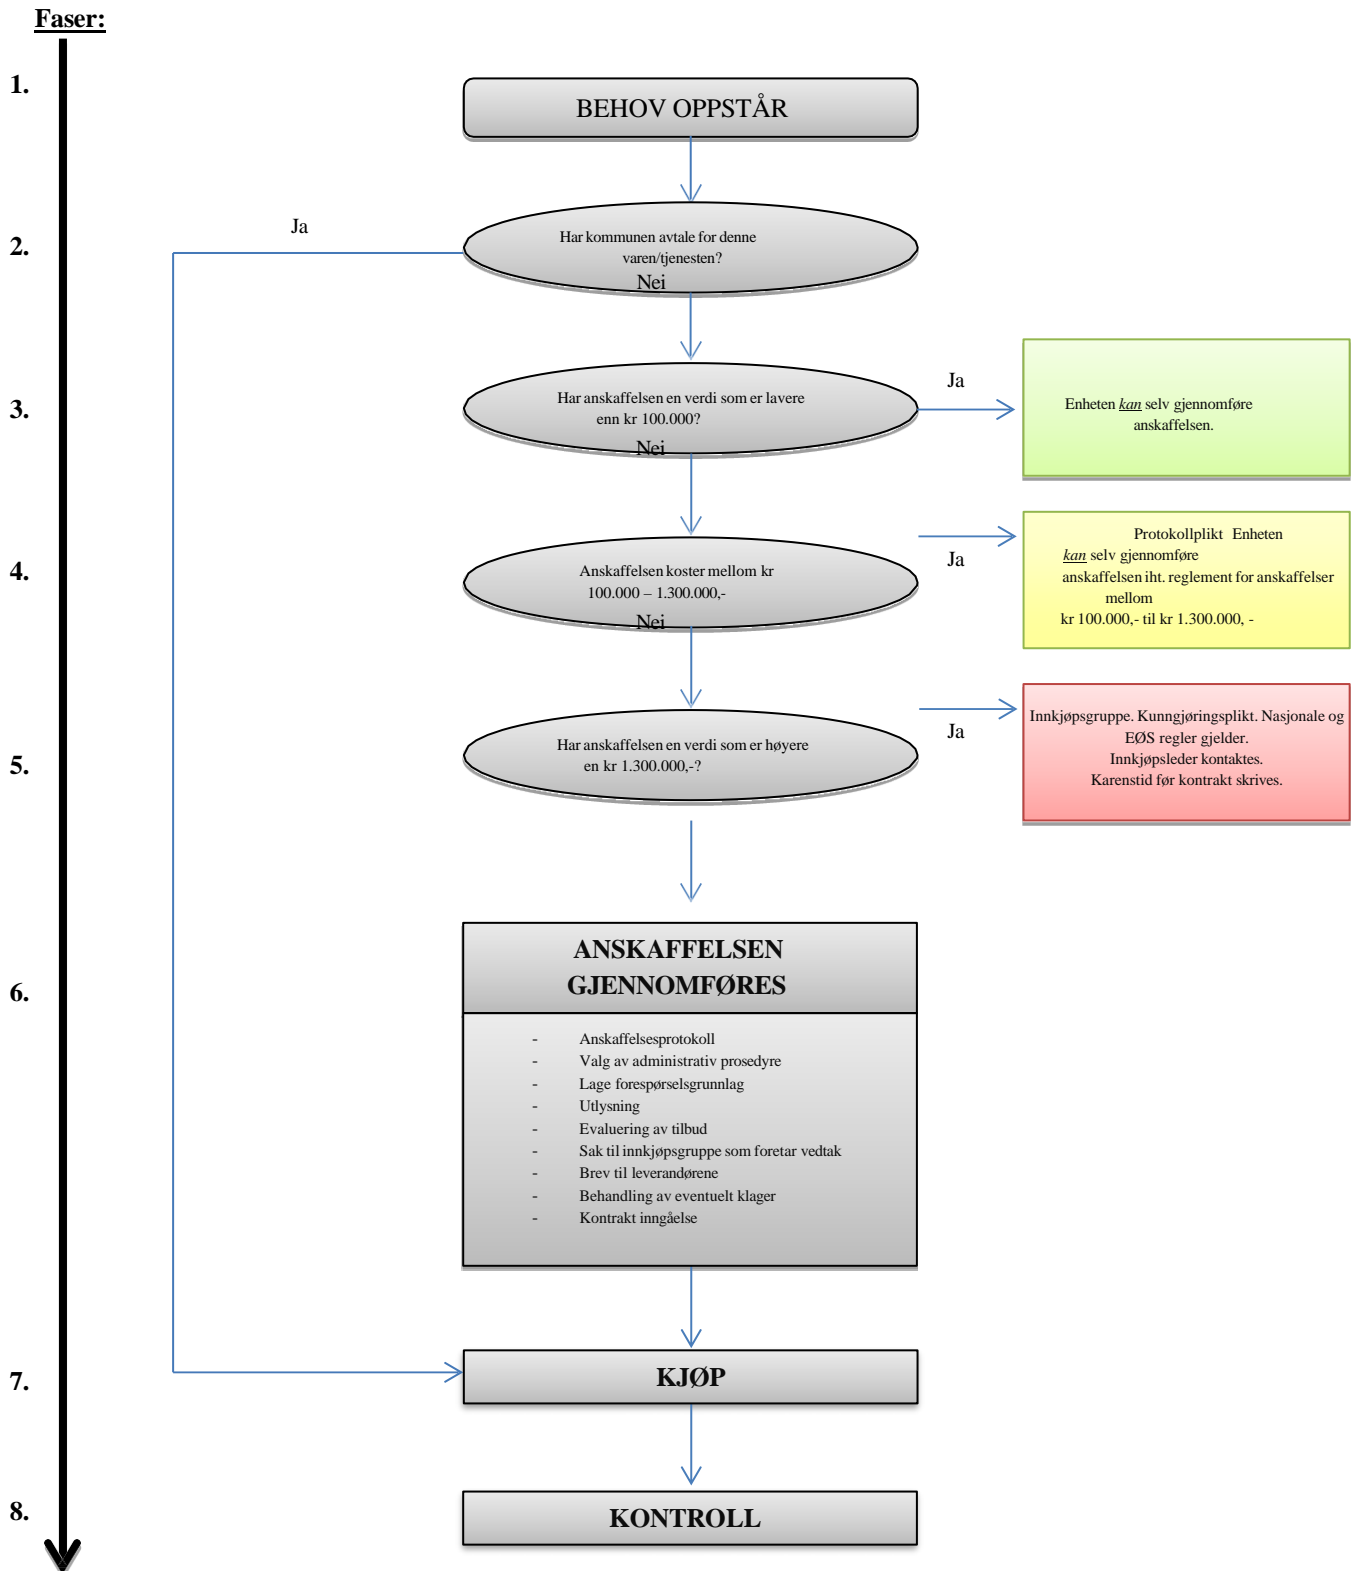 Faser:
1.
BEHOV OPPSTÅR
Ja
2.
Har kommunen avtale for denne
varen/tjenesten?
Nei
3.
Har anskaffelsen en verdi som er lavere
enn kr 100.000?
Nei
Ja
Enheten kan selv gjennomføre
anskaffelsen.
4.
Anskaffelsen koster mellom kr
100.000 – 1.300.000,-
Nei
Ja
Protokollplikt Enheten
kan selv gjennomføre
anskaffelsen iht. reglement for anskaffelser
mellom
kr 100.000,- til kr 1.300.000, -
5.
Har anskaffelsen en verdi som er høyere
en kr 1.300.000,-?
Ja
Innkjøpsgruppe. Kunngjøringsplikt. Nasjonale og
EØS regler gjelder.
Innkjøpsleder kontaktes.
Karenstid før kontrakt skrives.
6.
ANSKAFFELSEN
GJENNOMFØRES
- Anskaffelsesprotokoll
- Valg av administrativ prosedyre
- Lage forespørselsgrunnlag
- Utlysning
- Evaluering av tilbud
- Sak til innkjøpsgruppe som foretar vedtak
- Brev til leverandørene
- Behandling av eventuelt klager
- Kontrakt inngåelse
7.
KJØP
8.
KONTROLL